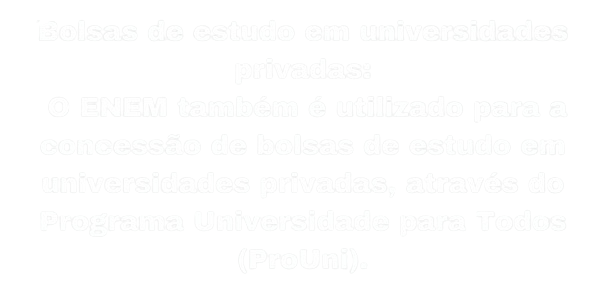 Bolsas de estudo em universidades
privadas:
O ENEM também é utilizado para a
concessão de bolsas de estudo em
universidades privadas, através do
Programa Universidade para Todos
(ProUni).